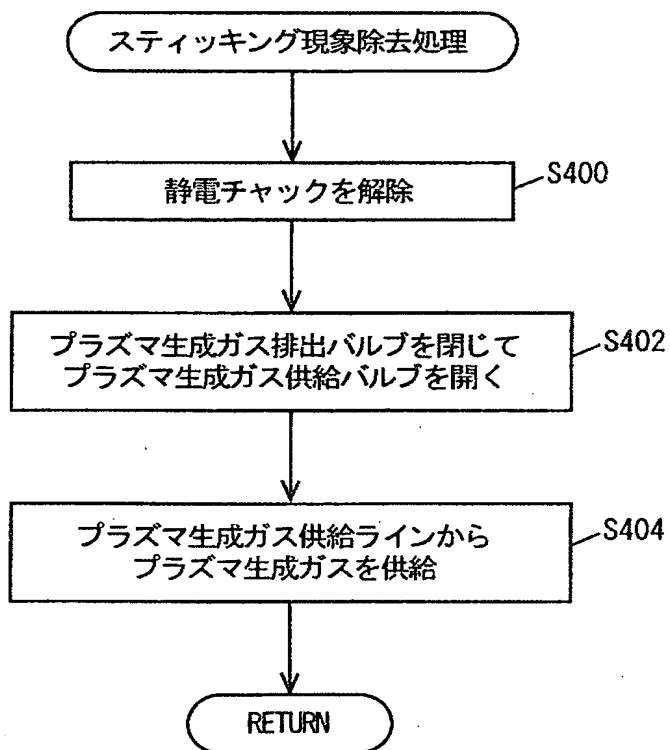 スティッキング現象除去処理
静電チャックを解除
S400
プラズマ生成ガス排出バルブを閉じて
プラズマ生成ガス供給バルブを開く
S402
プラズマ生成ガス供給ラインから
プラズマ生成ガスを供給
S404
RETURN